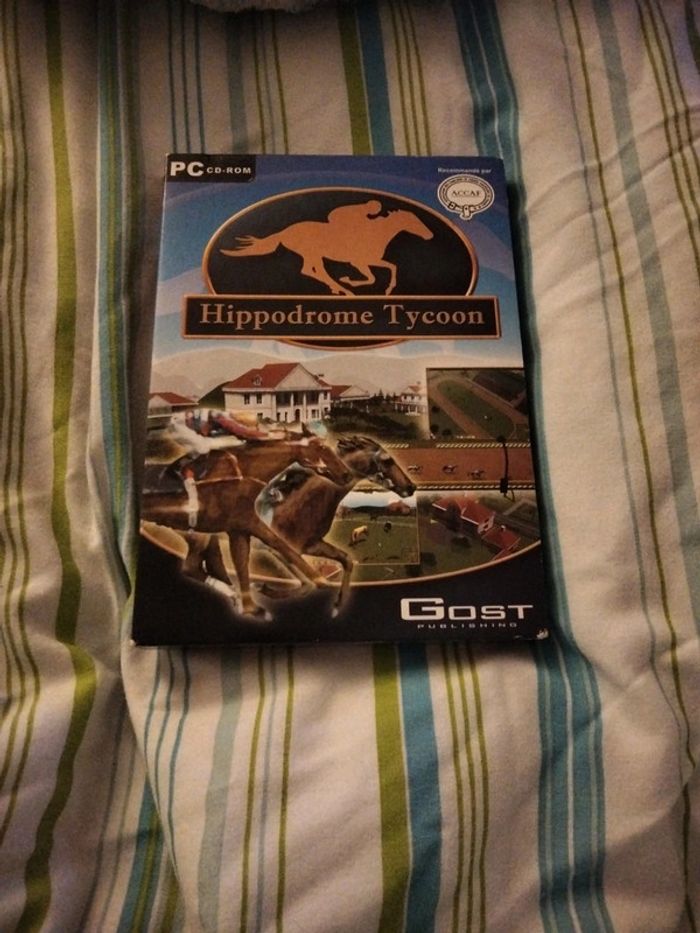 PC CD-ROM
Recommandé par
ACCAF
Hippodrome Tycoon
GOST
PUBLISHING